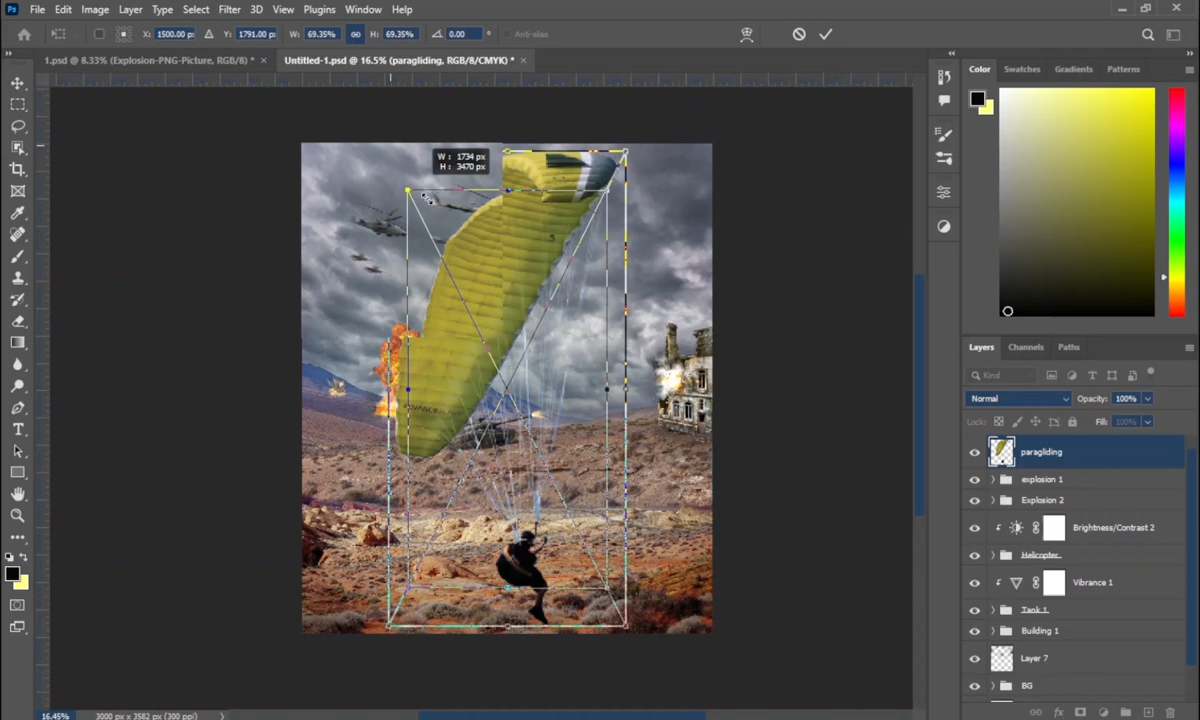 Ps File Edit Image Layer Type Select Filter 3D View Plugins Window Help
X: 1500.00 px Y: 1791.00 px W: 69.35% H: 69.35% 0.00 ° Anti-alias
1.psd @ 8.33% (Explosion-PNG-Picture, RGB/8) * × Untitled-1.psd @ 16.5% (paragliding, RGB/8/CMYK) * ×
Color Swatches Gradients Patterns
W : 1734 px
H : 3470 px
Layers Channels Paths
Kind
Normal Opacity: 100%
Lock: Fill: 100%
paragliding
explosion 1
Explosion 2
Brightness/Contrast 2
Helicopter
Vibrance 1
Tank 1
Building 1
Layer 7
BG
16.45% 3000 px x 3582 px (300 ppi)